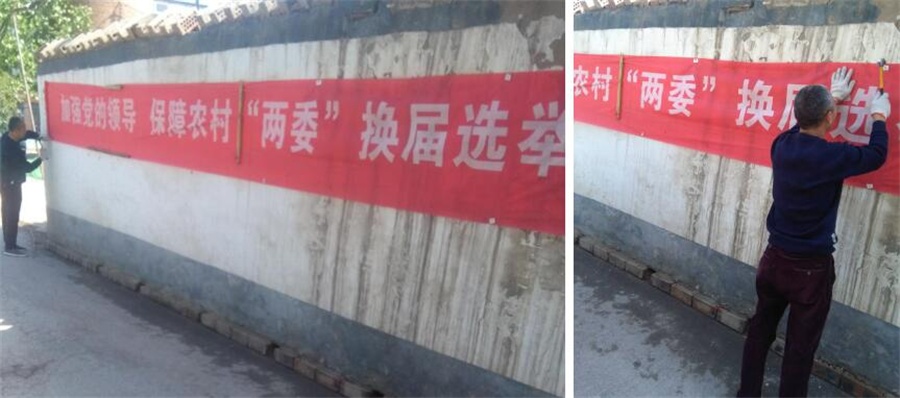 加强党的领导 保障农村“两委”换届选举
农村“两委”换 选